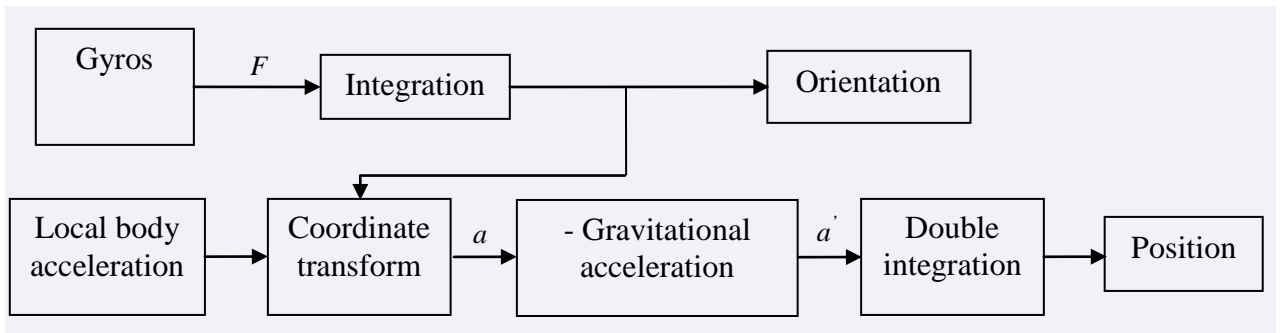 Gyros
F
Integration
Orientation
Local body
acceleration
Coordinate
transform
a
- Gravitational
acceleration
a'
Double
integration
Position